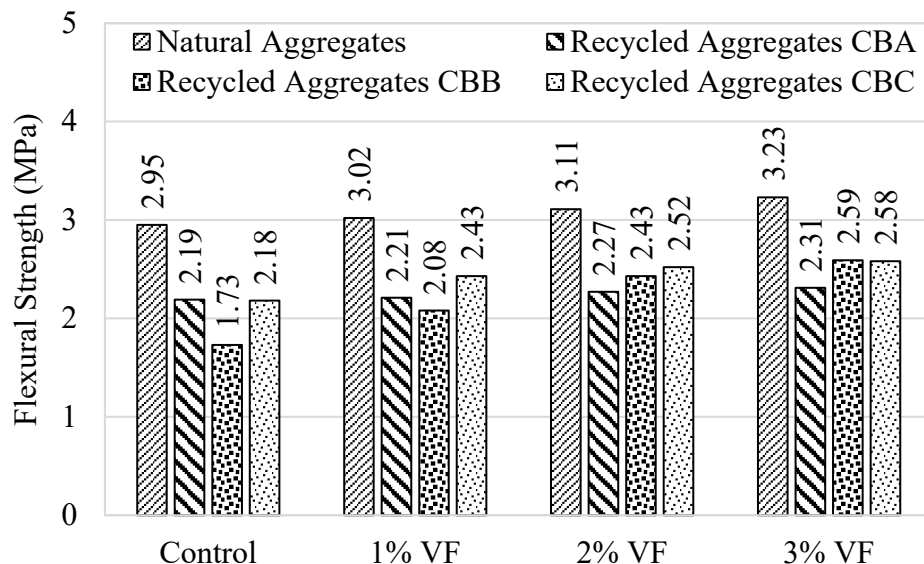 Flexural Strength (MPa)
5
4
3
2
1
0
Natural Aggregates
Recycled Aggregates CBA
Recycled Aggregates CBB
Recycled Aggregates CBC
2.95
2.19
1.73
2.18
3.02
2.21
2.08
2.43
3.11
2.27
2.43
2.52
3.23
2.31
2.59
2.58
Control
1% VF
2% VF
3% VF